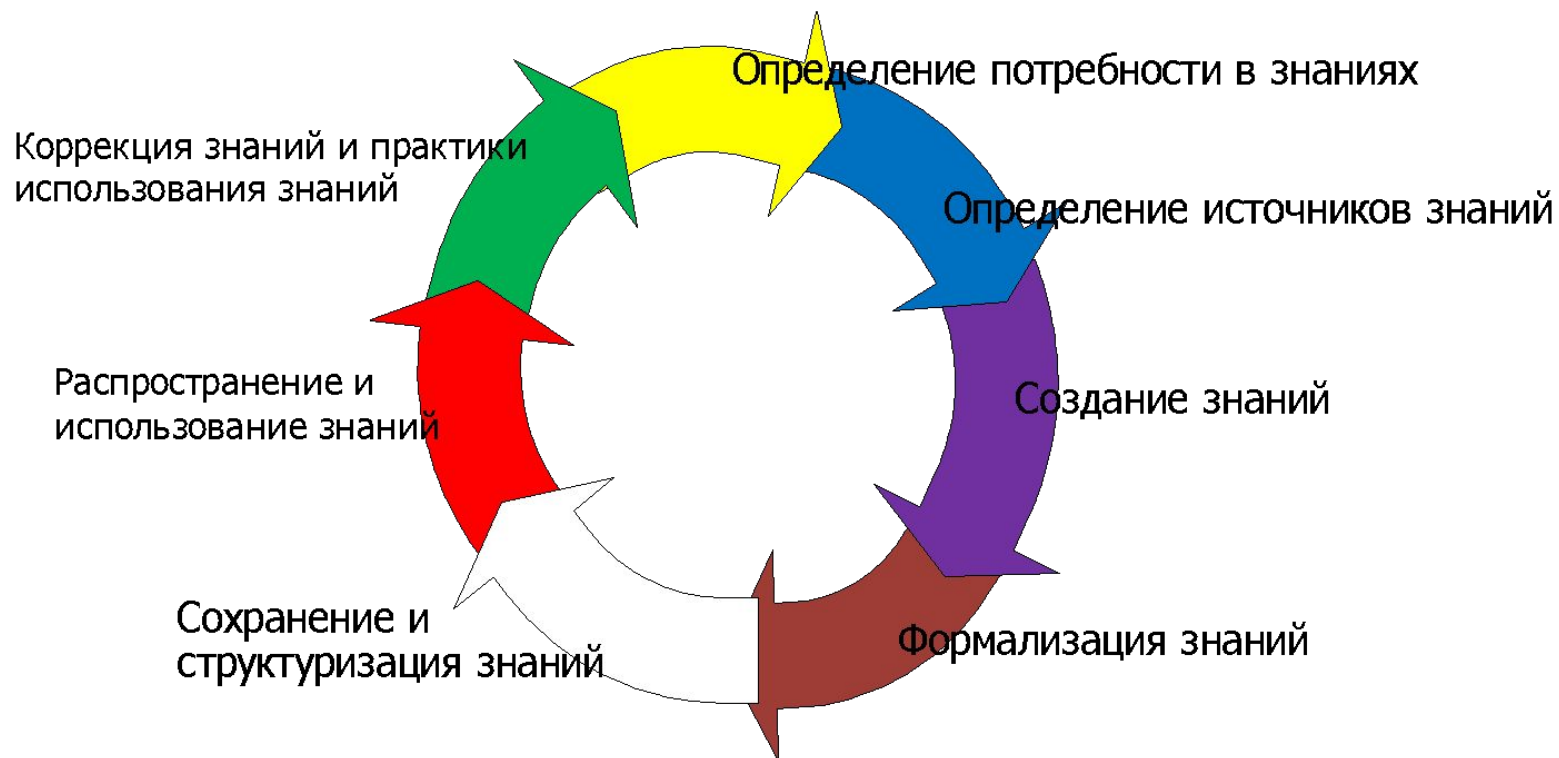 Определение потребности в знаниях
Определение источников знаний
Создание знаний
Формализация знаний
Сохранение и
структуризация знаний
Распространение и
использование знаний
Коррекция знаний и практики
использования знаний